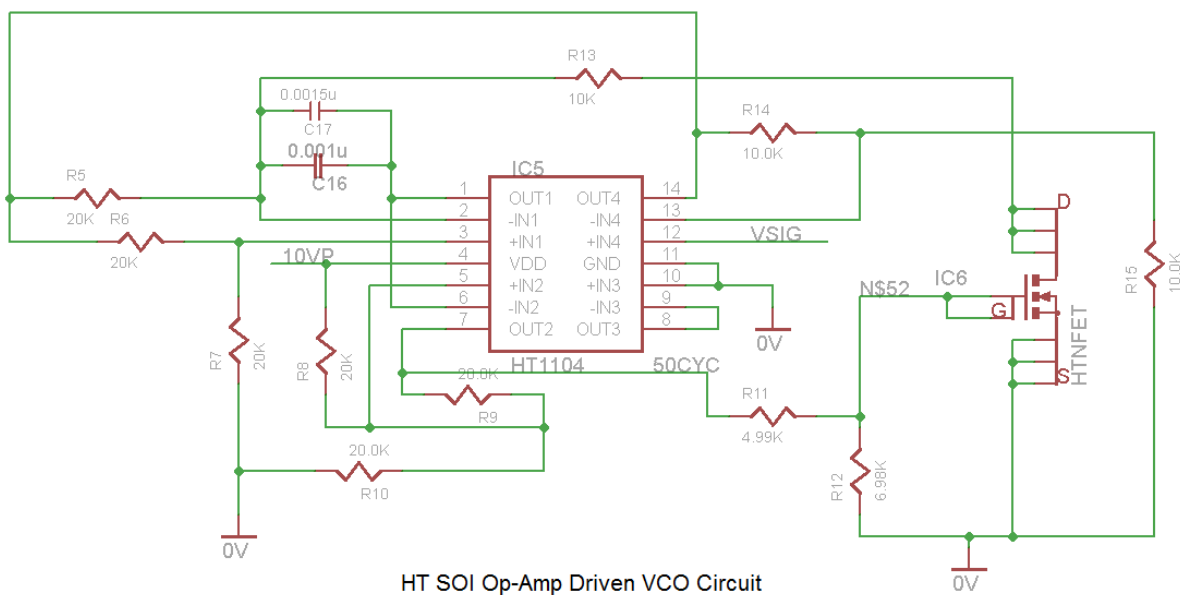 R13
10K
0.0015u
C17
0.001u
C16
R14
10.0K
R5
20K
R6
20K
IC5
1 OUT1 OUT4 14
2 -IN1 -IN4 13
3 +IN1 +IN4 12
4 VDD GND 11
5 +IN2 +IN3 10
6 -IN2 -IN3 9
7 OUT2 OUT3 8
HT1104
10VP
VSIG
D
R15
10.0K
N$52
IC6
G
S
HTNFET
0V
R7
20K
R8
20K
50CYC
20.0K
R9
R11
4.99K
20.0K
R10
R12
6.98K
0V
0V
HT SOI Op-Amp Driven VCO Circuit